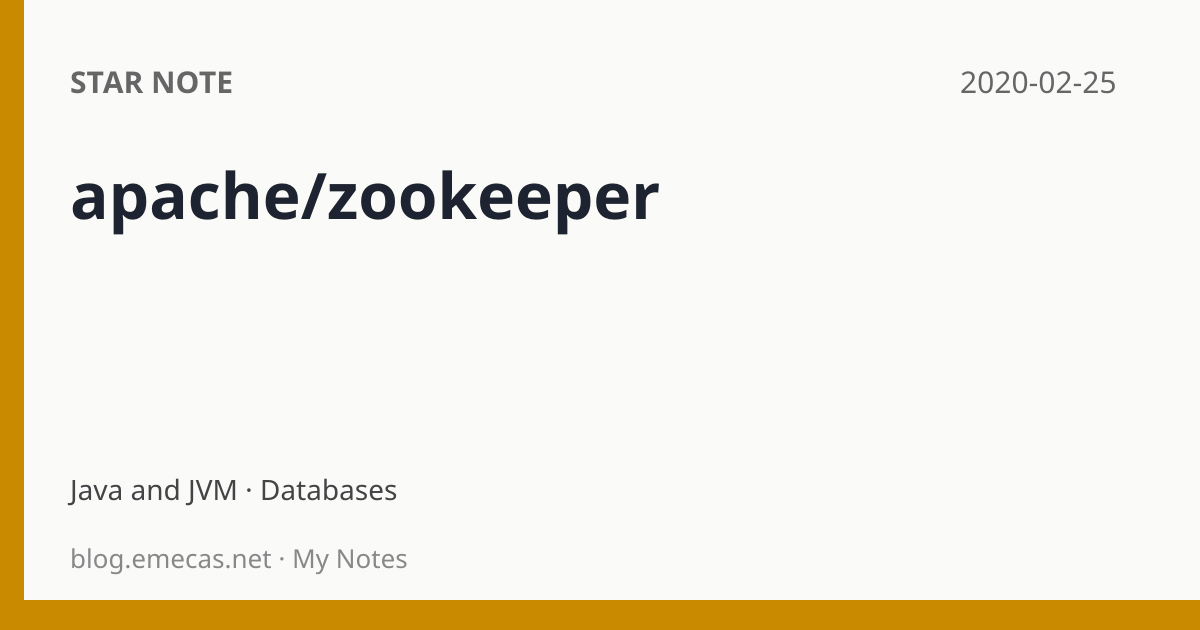 STAR NOTE
2020-02-25
apache/zookeeper
Java and JVM · Databases
blog.emecas.net · My Notes